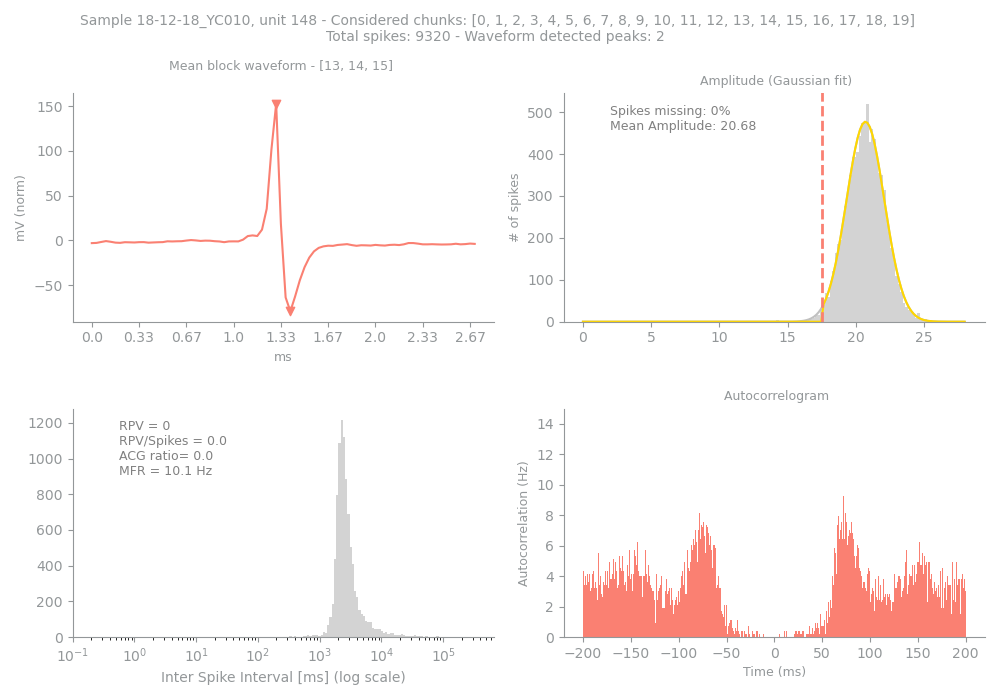 Sample 18-12-18_YC010, unit 148 - Considered chunks: [0, 1, 2, 3, 4, 5, 6, 7, 8, 9, 10, 11, 12, 13, 14, 15, 16, 17, 18, 19]
Total spikes: 9320 - Waveform detected peaks: 2
Mean block waveform - [13, 14, 15]
150
100
50
0
−50
mV (norm)
0.0 0.33 0.67 1.0 1.33 1.67 2.0 2.33 2.67
ms
Amplitude (Gaussian fit)
Spikes missing: 0%
Mean Amplitude: 20.68
500
400
300
200
100
0
# of spikes
0 5 10 15 20 25
RPV = 0
RPV/Spikes = 0.0
ACG ratio= 0.0
MFR = 10.1 Hz
1200
1000
800
600
400
200
0
10⁻¹ 10⁰ 10¹ 10² 10³ 10⁴ 10⁵
Inter Spike Interval [ms] (log scale)
Autocorrelogram
14
12
10
8
6
4
2
0
Autocorrelation (Hz)
−200 −150 −100 −50 0 50 100 150 200
Time (ms)